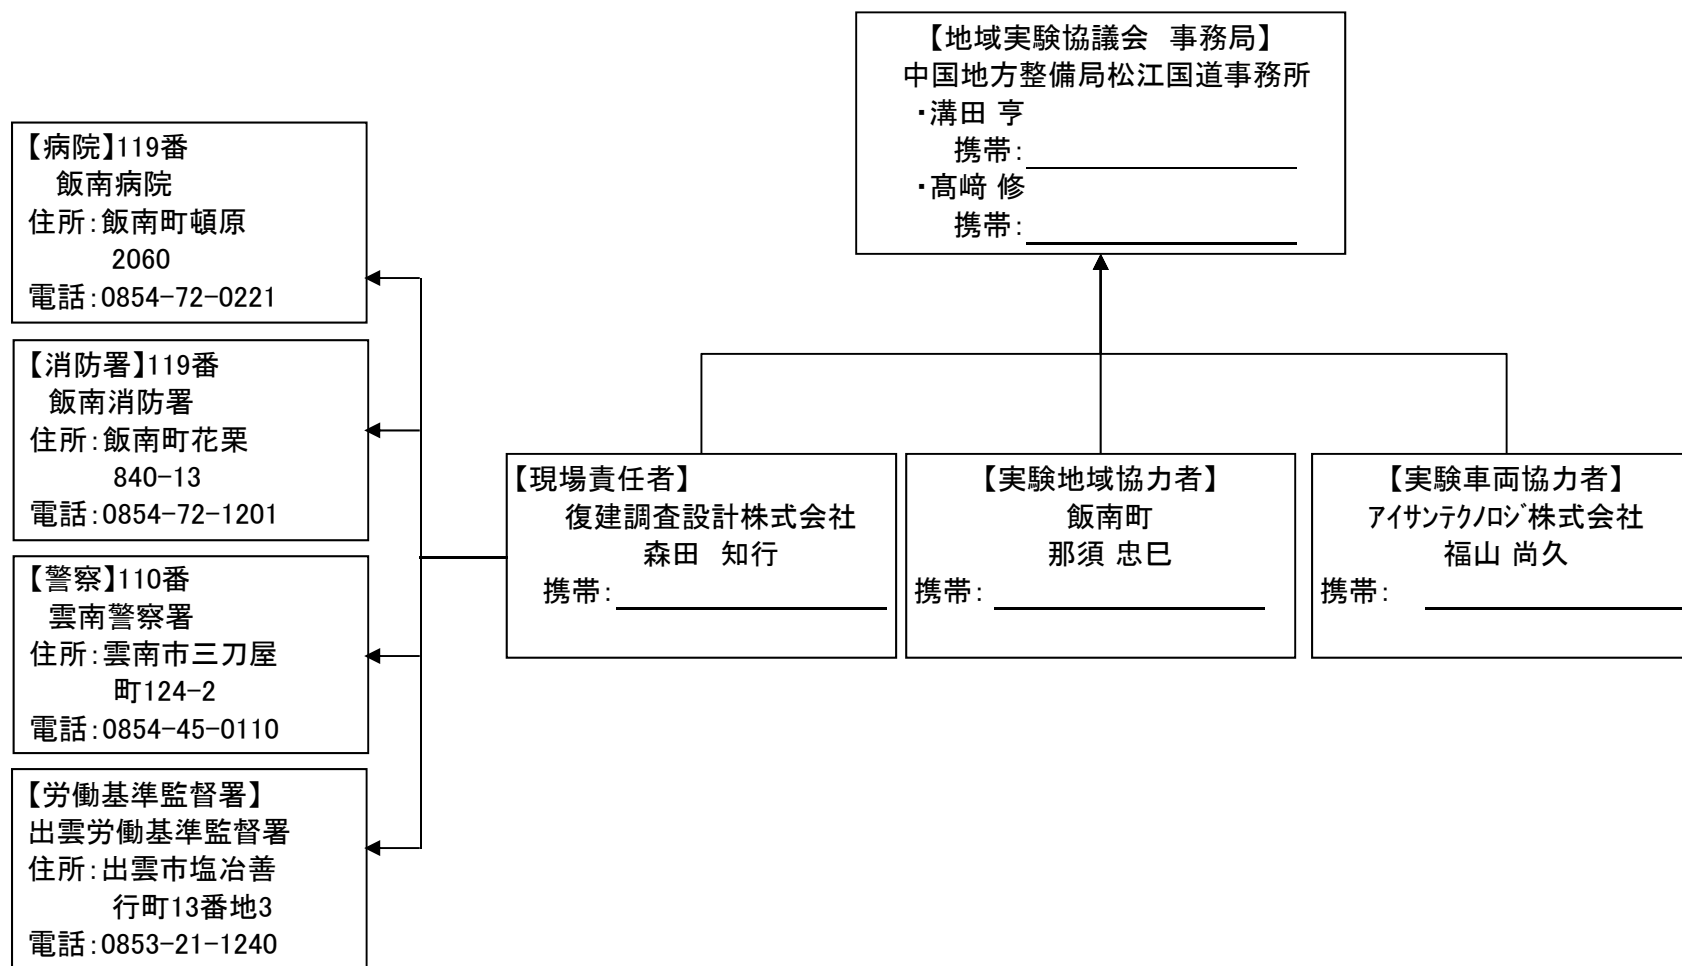 【地域実験協議会　事務局】
中国地方整備局松江国道事務所
・溝田 亨
携帯：
・髙﨑 修
携帯：
【病院】119番
飯南病院
住所：飯南町頓原
2060
電話：0854-72-0221
【消防署】119番
飯南消防署
住所：飯南町花栗
840-13
電話：0854-72-1201
【警察】110番
雲南警察署
住所：雲南市三刀屋
町124-2
電話：0854-45-0110
【労働基準監督署】
出雲労働基準監督署
住所：出雲市塩冶善
行町13番地3
電話：0853-21-1240
【現場責任者】
復建調査設計株式会社
森田　知行
携帯：
【実験地域協力者】
飯南町
那須 忠巳
携帯：
【実験車両協力者】
ｱｲｻﾝﾃｸﾉﾛｼﾞ株式会社
福山 尚久
携帯：